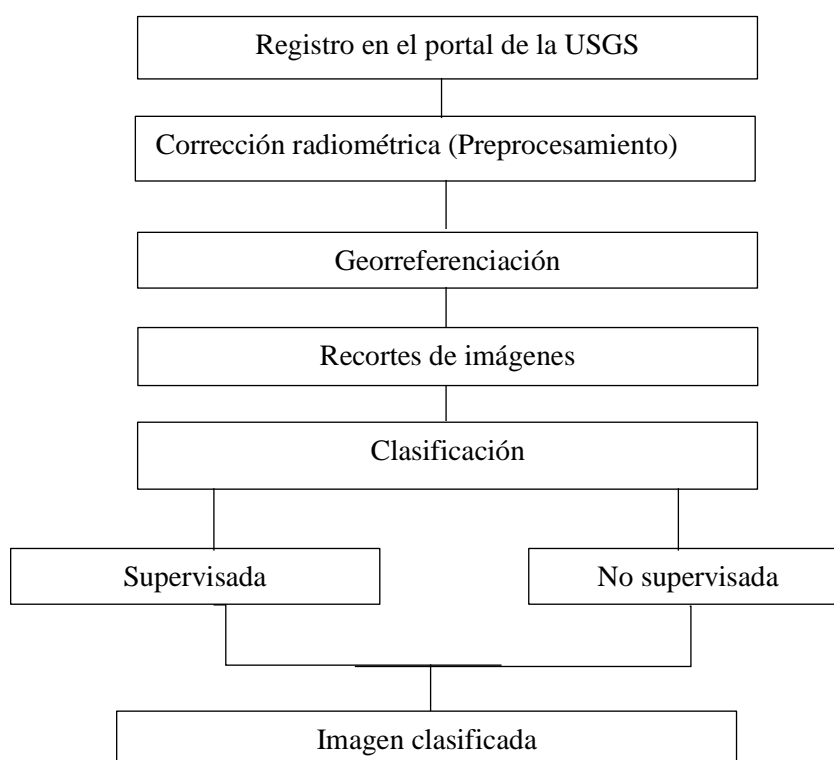 Registro en el portal de la USGS
Corrección radiométrica (Preprocesamiento)
Georreferenciación
Recortes de imágenes
Clasificación
Supervisada
No supervisada
Imagen clasificada